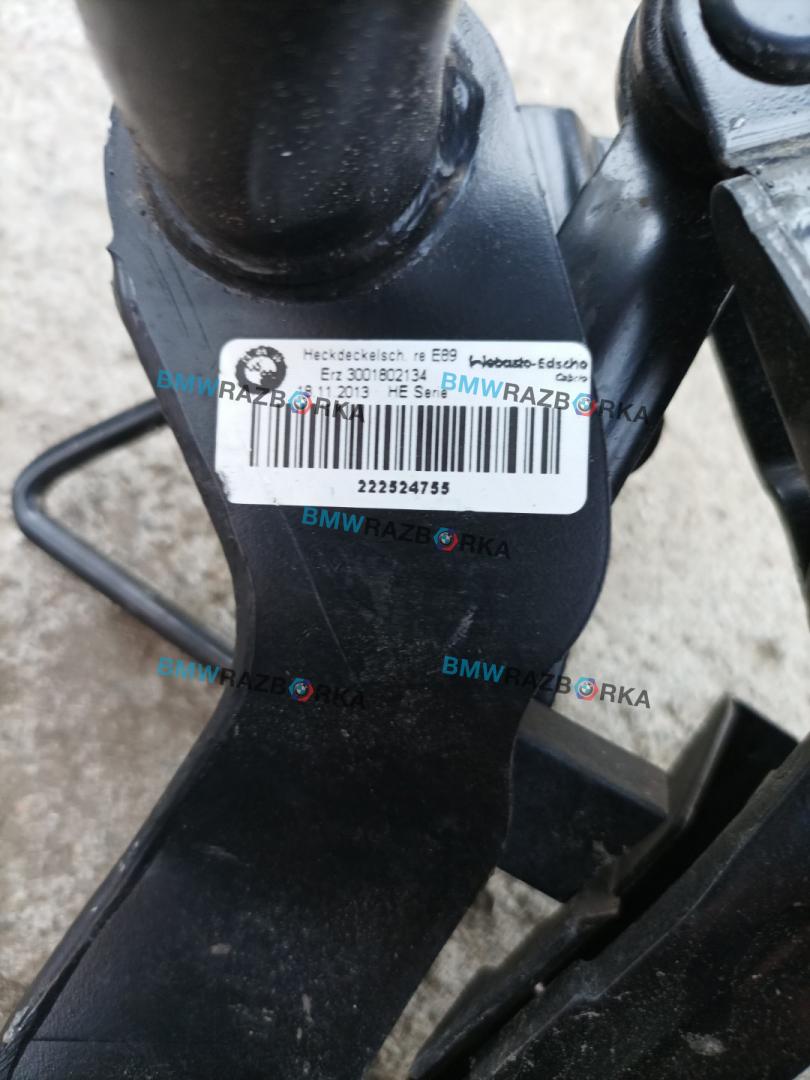 Heckdeckelsch. re E89
Webasto-Edscha
Cabrio
Erz 3001802134
18.11.2013 HE Serie
222524755
BMWRAZBORKA
BMWRAZBORKA
BMWRAZBORKA
BMWRAZBORKA
BMWRAZBORKA